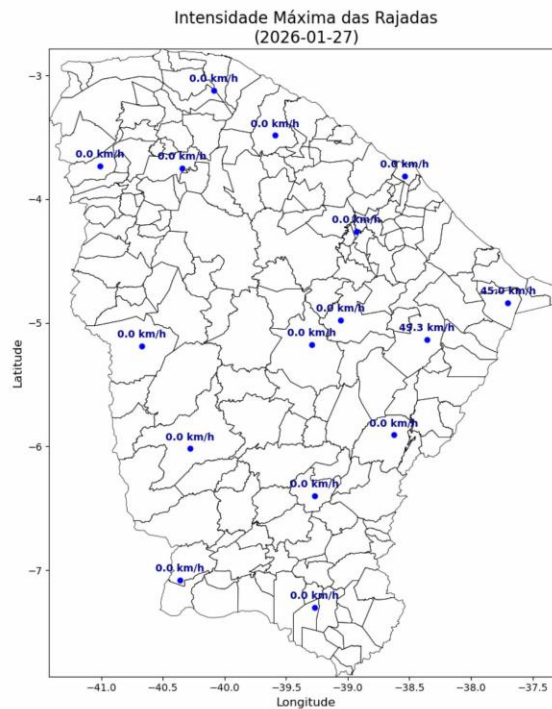 Intensidade Máxima das Rajadas
(2026-01-27)
0.0 km/h
0.0 km/h
0.0 km/h
0.0 km/h
0.0 km/h
0.0 km/h
45.0 km/h
0.0 km/h
49.3 km/h
0.0 km/h
0.0 km/h
0.0 km/h
0.0 km/h
0.0 km/h
0.0 km/h
0.0 km/h
−3
−4
−5
−6
−7
Latitude
−41.0
−40.5
−40.0
−39.5
−39.0
−38.5
−38.0
−37.5
Longitude